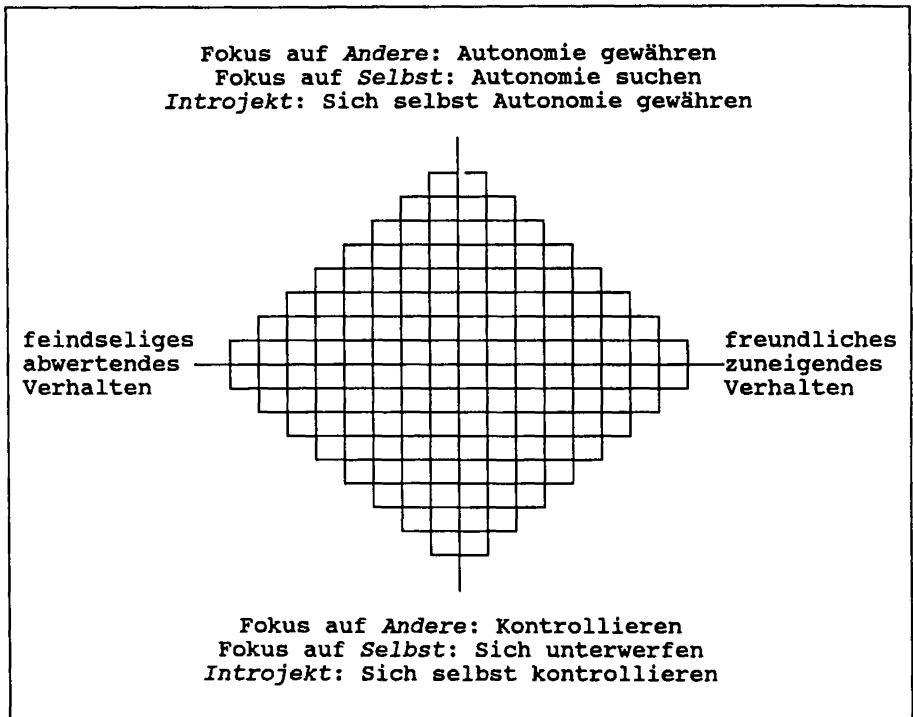 Fokus auf Andere: Autonomie gewähren
Fokus auf Selbst: Autonomie suchen
Introjekt: Sich selbst Autonomie gewähren
feindseliges
abwertendes
Verhalten
freundliches
zuneigendes
Verhalten
Fokus auf Andere: Kontrollieren
Fokus auf Selbst: Sich unterwerfen
Introjekt: Sich selbst kontrollieren